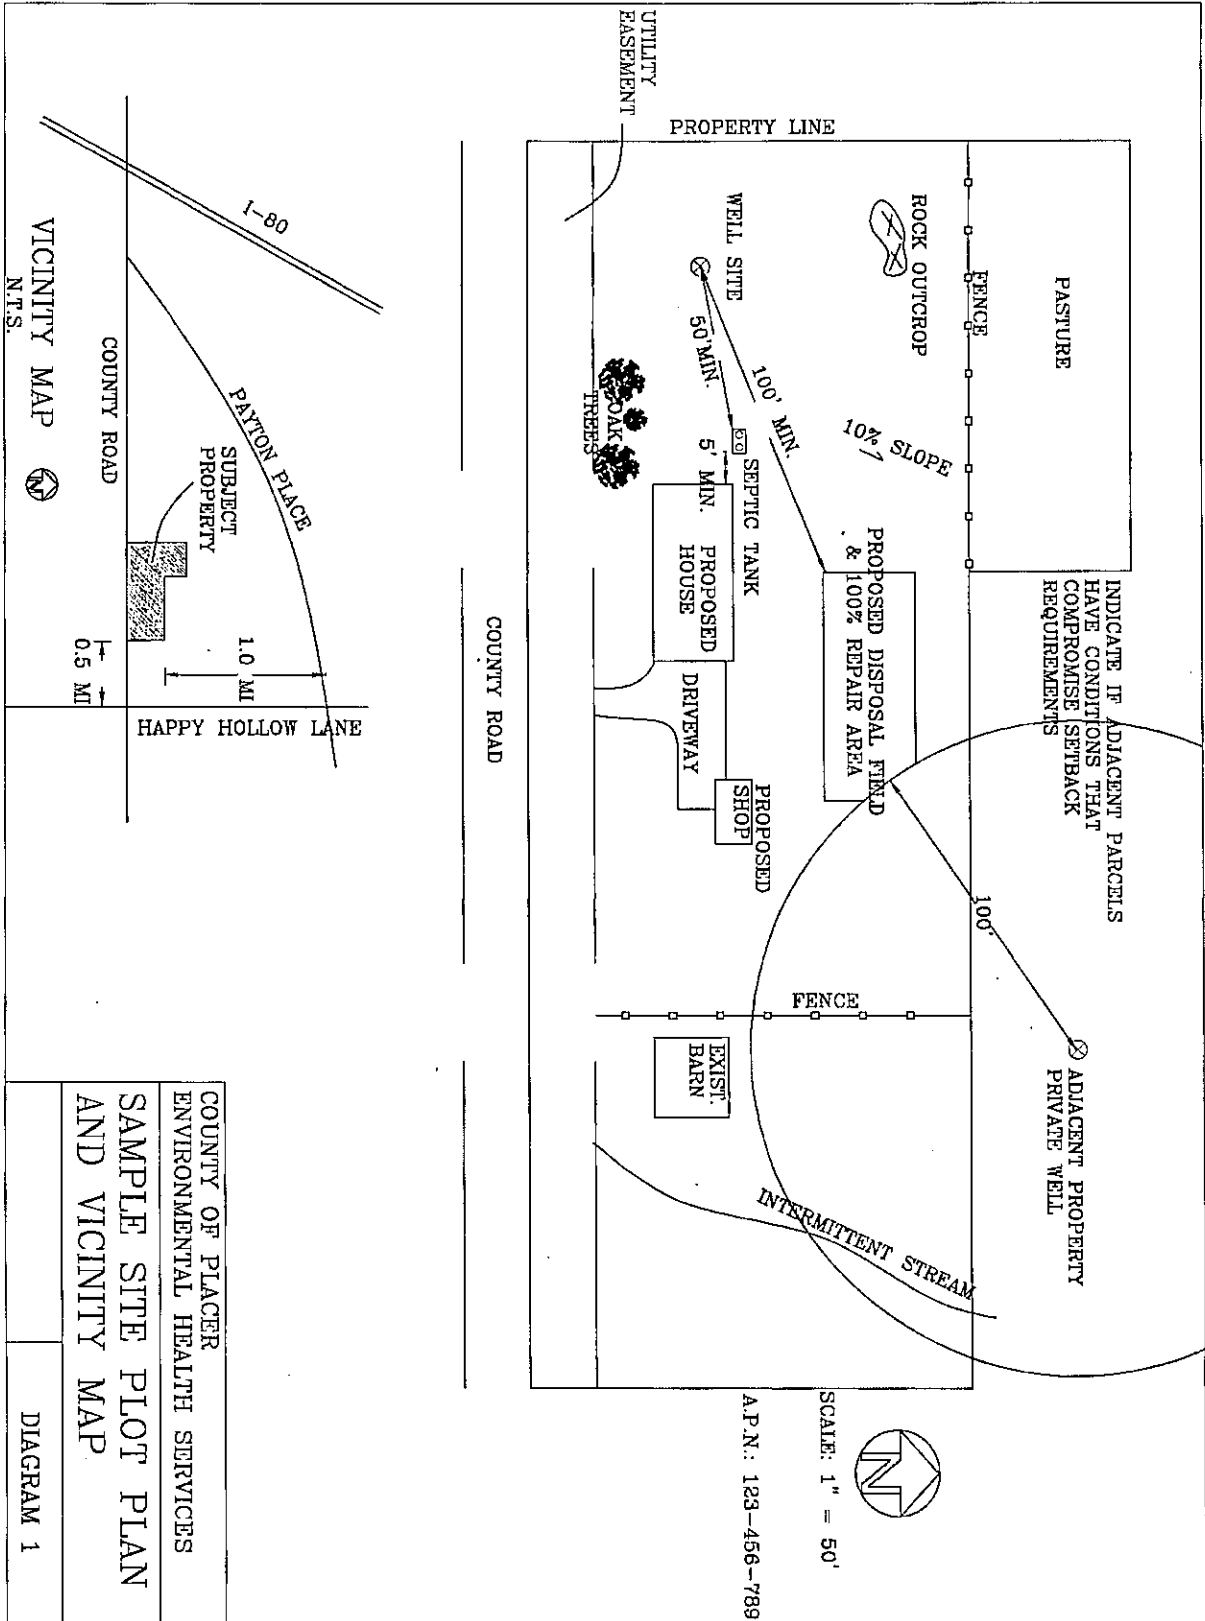 UTILITY
EASEMENT
PROPERTY LINE
PASTURE
FENCE
ROCK OUTCROP
WELL SITE
50' MIN.
100' MIN.
10% SLOPE
OAK
TREES
5' MIN.
SEPTIC TANK
PROPOSED
HOUSE
PROPOSED DISPOSAL FIELD
& 100% REPAIR AREA
INDICATE IF ADJACENT PARCELS
HAVE CONDITIONS THAT
COMPROMISE SETBACK
REQUIREMENTS
DRIVEWAY
PROPOSED
SHOP
100'
FENCE
EXIST.
BARN
ADJACENT PROPERTY
PRIVATE WELL
INTERMITTENT STREAM
COUNTY ROAD
N
SCALE: 1" = 50'
A.P.N.: 123-456-789
I-80
PAYTON PLACE
COUNTY ROAD
SUBJECT
PROPERTY
1.0 MI
0.5 MI
HAPPY HOLLOW LANE
VICINITY MAP
N.T.S.
N
COUNTY OF PLACER
ENVIRONMENTAL HEALTH SERVICES
SAMPLE SITE PLOT PLAN
AND VICINITY MAP
DIAGRAM 1